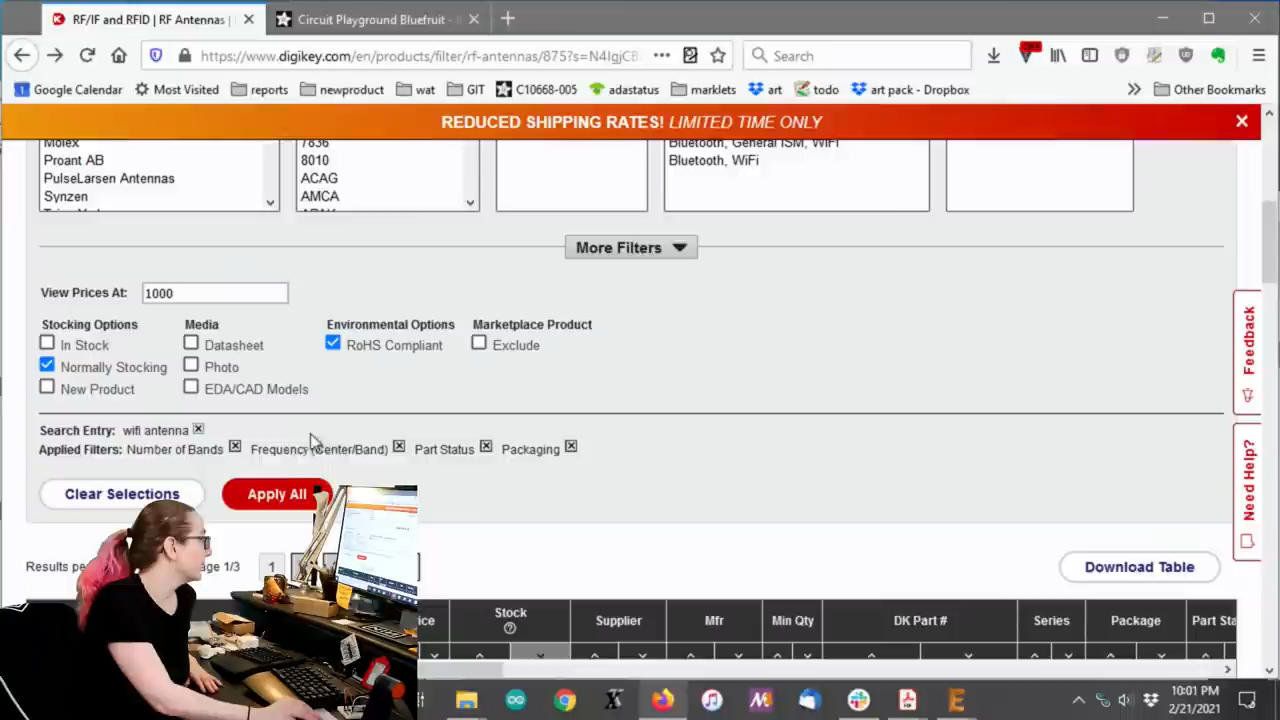 RF/IF and RFID | RF Antennas |
Circuit Playground Bluefruit -
https://www.digikey.com/en/products/filter/rf-antennas/875?s=N4IgjCB
Search
Google Calendar
Most Visited
reports
newproduct
wat
GIT
C10668-005
adastatus
marklets
art
todo
art pack - Dropbox
Other Bookmarks
REDUCED SHIPPING RATES! LIMITED TIME ONLY
Molex
Proant AB
PulseLarsen Antennas
Synzen
7836
8010
ACAG
AMCA
Bluetooth, General ISM, WiFi
Bluetooth, WiFi
More Filters
View Prices At: 1000
Stocking Options
In Stock
Normally Stocking
New Product
Media
Datasheet
Photo
EDA/CAD Models
Environmental Options
RoHS Compliant
Marketplace Product
Exclude
Search Entry: wifi antenna
Applied Filters: Number of Bands Frequency (Center/Band) Part Status Packaging
Clear Selections
Apply All
Results pe
ge 1/3
1
Download Table
ice
Stock
Supplier
Mfr
Min Qty
DK Part #
Series
Package
Part Sta
Feedback
Need Help?
10:01 PM
2/21/2021